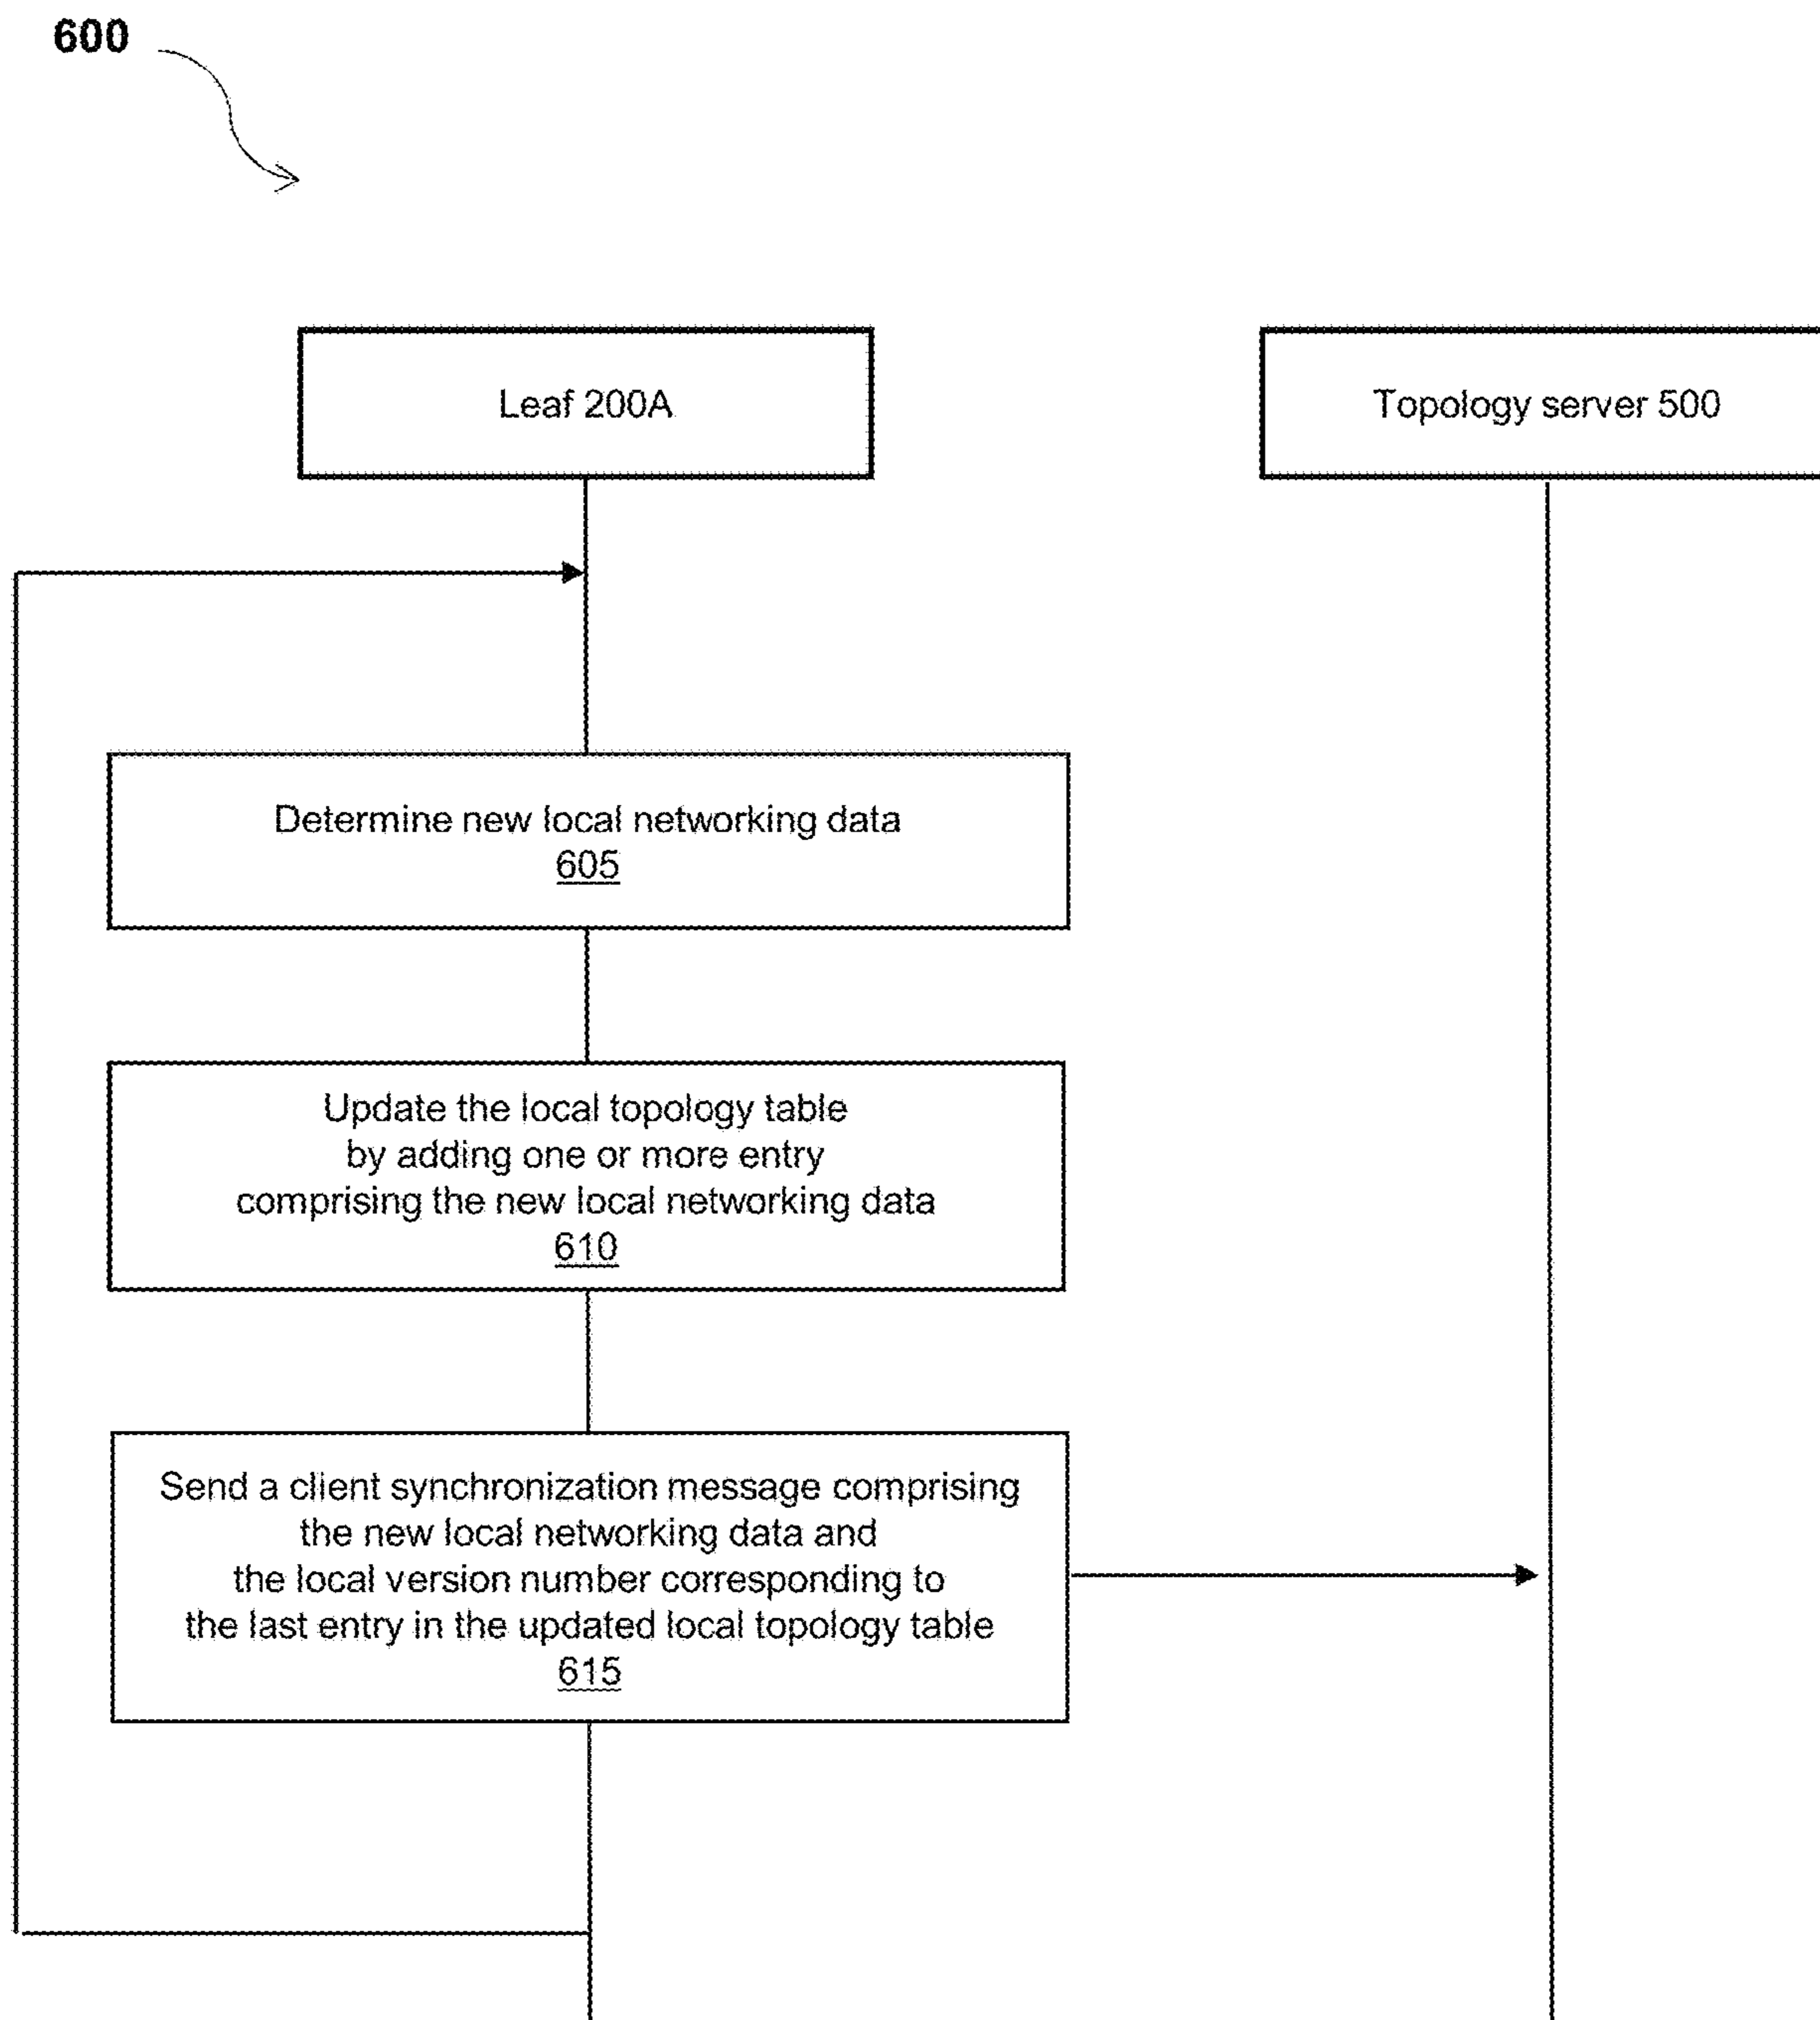 600
Leaf 200A
Topology server 500
Determine new local networking data
605
Update the local topology table
by adding one or more entry
comprising the new local networking data
610
Send a client synchronization message comprising
the new local networking data and
the local version number corresponding to
the last entry in the updated local topology table
615